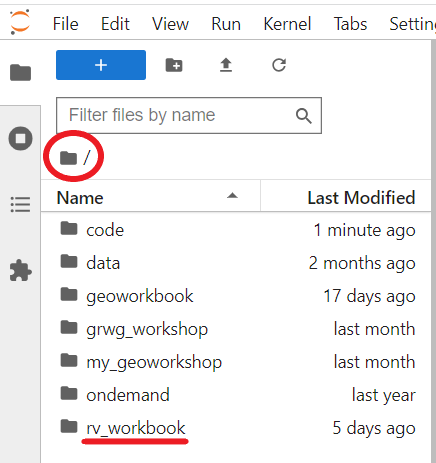 File Edit View Run Kernel Tabs Setting
Filter files by name
/
Name Last Modified
code 1 minute ago
data 2 months ago
geoworkbook 17 days ago
grwg_workshop last month
my_geoworkshop last month
ondemand last year
rv_workbook 5 days ago